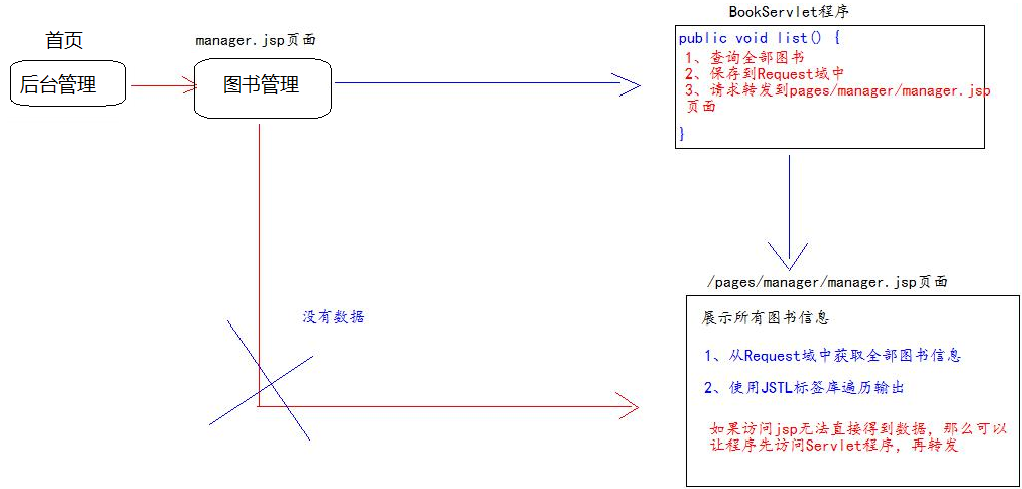 首页
后台管理
manager.jsp页面
图书管理
BookServlet程序
public void list() {
1、查询全部图书
2、保存到Request域中
3、请求转发到pages/manager/manager.jsp
页面
}
没有数据
/pages/manager/manager.jsp页面
展示所有图书信息
1、从Request域中获取全部图书信息
2、使用JSTL标签库遍历输出
如果访问jsp无法直接得到数据，那么可以
让程序先访问Servlet程序，再转发